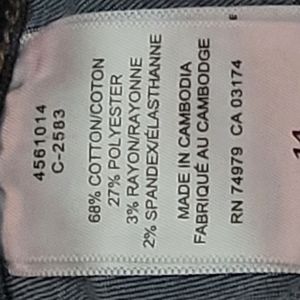 4561014
C-2583
68% COTTON/COTON
27% POLYESTER
3% RAYON/RAYONNE
2% SPANDEX/ÉLASTHANNE
MADE IN CAMBODIA
FABRIQUÉ AU CAMBODGE
RN 74979 CA 03174
E
14